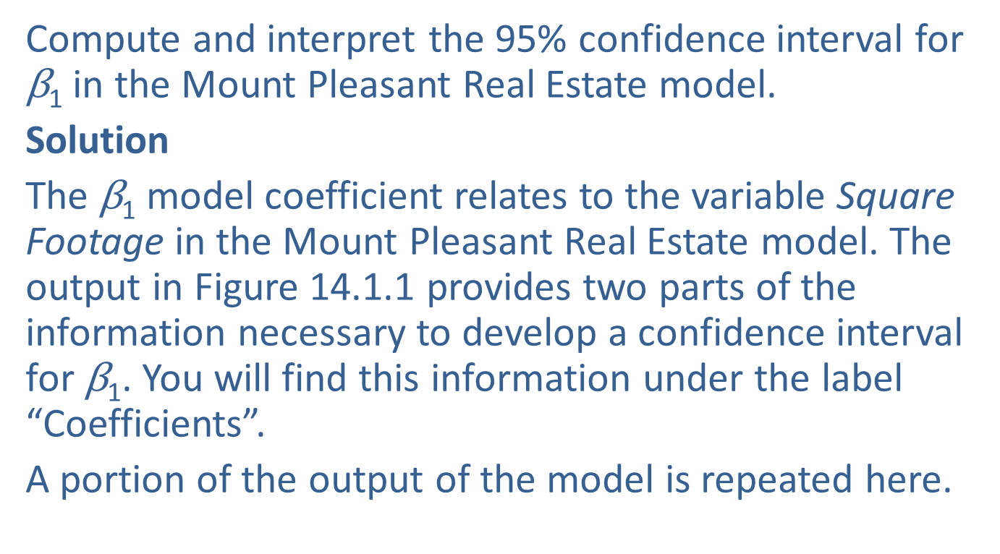 Compute and interpret the 95% confidence interval for
β₁ in the Mount Pleasant Real Estate model.
Solution
The β₁ model coefficient relates to the variable Square
Footage in the Mount Pleasant Real Estate model. The
output in Figure 14.1.1 provides two parts of the
information necessary to develop a confidence interval
for β₁. You will find this information under the label
“Coefficients”.
A portion of the output of the model is repeated here.